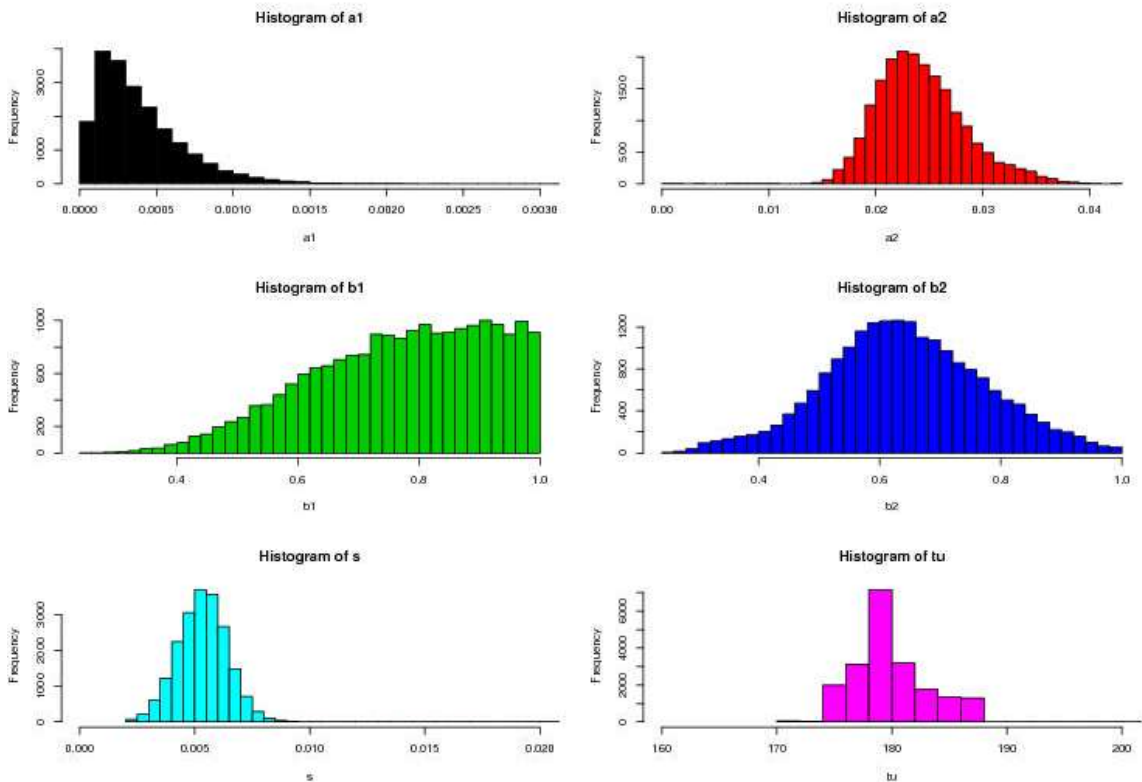 Histogram of a1
Frequency
0 1000 3000
0.0000 0.0005 0.0010 0.0015 0.0020 0.0025 0.0030
a1
Histogram of a2
Frequency
0 500 1500
0.00 0.01 0.02 0.03 0.04
a2
Histogram of b1
Frequency
0 200 600 1000
0.4 0.6 0.8 1.0
b1
Histogram of b2
Frequency
0 400 800 1200
0.4 0.6 0.8 1.0
b2
Histogram of s
Frequency
0 1000 2000 3000
0.000 0.005 0.010 0.015 0.020
s
Histogram of tu
Frequency
0 2000 4000 6000
160 170 180 190 200
tu